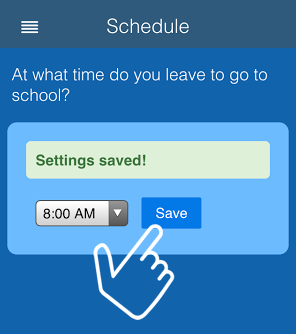 Schedule
At what time do you leave to go to
school?
Settings saved!
8:00 AM
Save